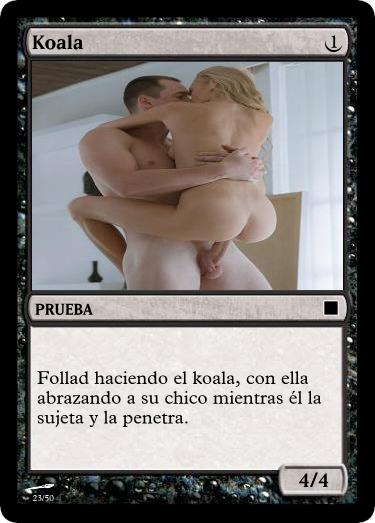 Koala
1
PRUEBA
Follad haciendo el koala, con ella
abrazando a su chico mientras él la
sujeta y la penetra.
4/4
23/50